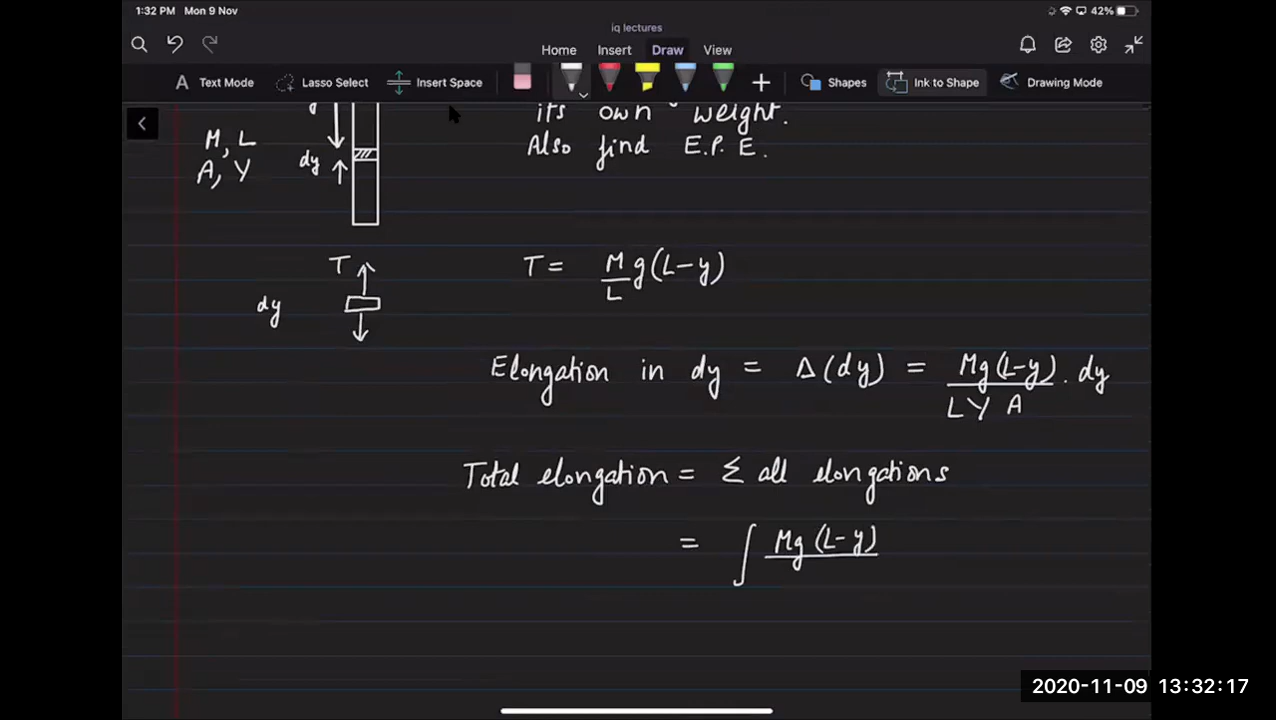 1:32 PM Mon 9 Nov
42%
iq lectures
Home Insert Draw View
Text Mode Lasso Select Insert Space Shapes Ink to Shape Drawing Mode
its own weight.
Also find E.P.E.
M, L
A, Y
dy
T
dy
T = M/L g(L-y)
Elongation in dy = Δ(dy) = Mg(L-y)/LYA . dy
Total elongation = Σ all elongations
= ∫ Mg(L-y)
2020-11-09 13:32:17